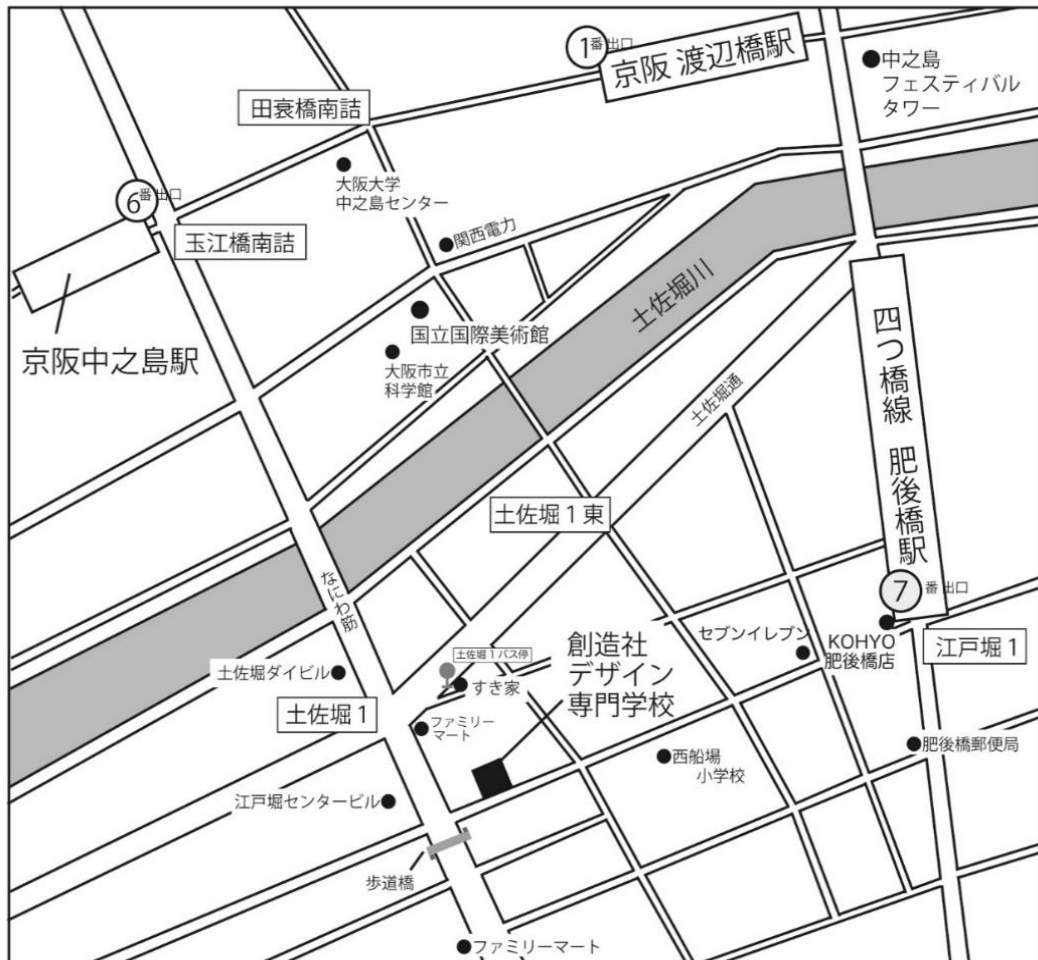 1番出口
京阪 渡辺橋駅
中之島
フェスティバル
タワー
田衰橋南詰
大阪大学
中之島センター
6番出口
玉江橋南詰
関西電力
土佐堀川
国立国際美術館
京阪中之島駅
大阪市立
科学館
四つ橋線 肥後橋駅
土佐堀通
土佐堀1東
なにわ筋
7番出口
土佐堀1バス停
創造社
デザイン
専門学校
セブンイレブン
KOHYO
肥後橋店
江戸堀1
土佐堀ダイビル
すき家
土佐堀1
ファミリー
マート
肥後橋郵便局
西船場
小学校
江戸堀センタービル
歩道橋
ファミリーマート